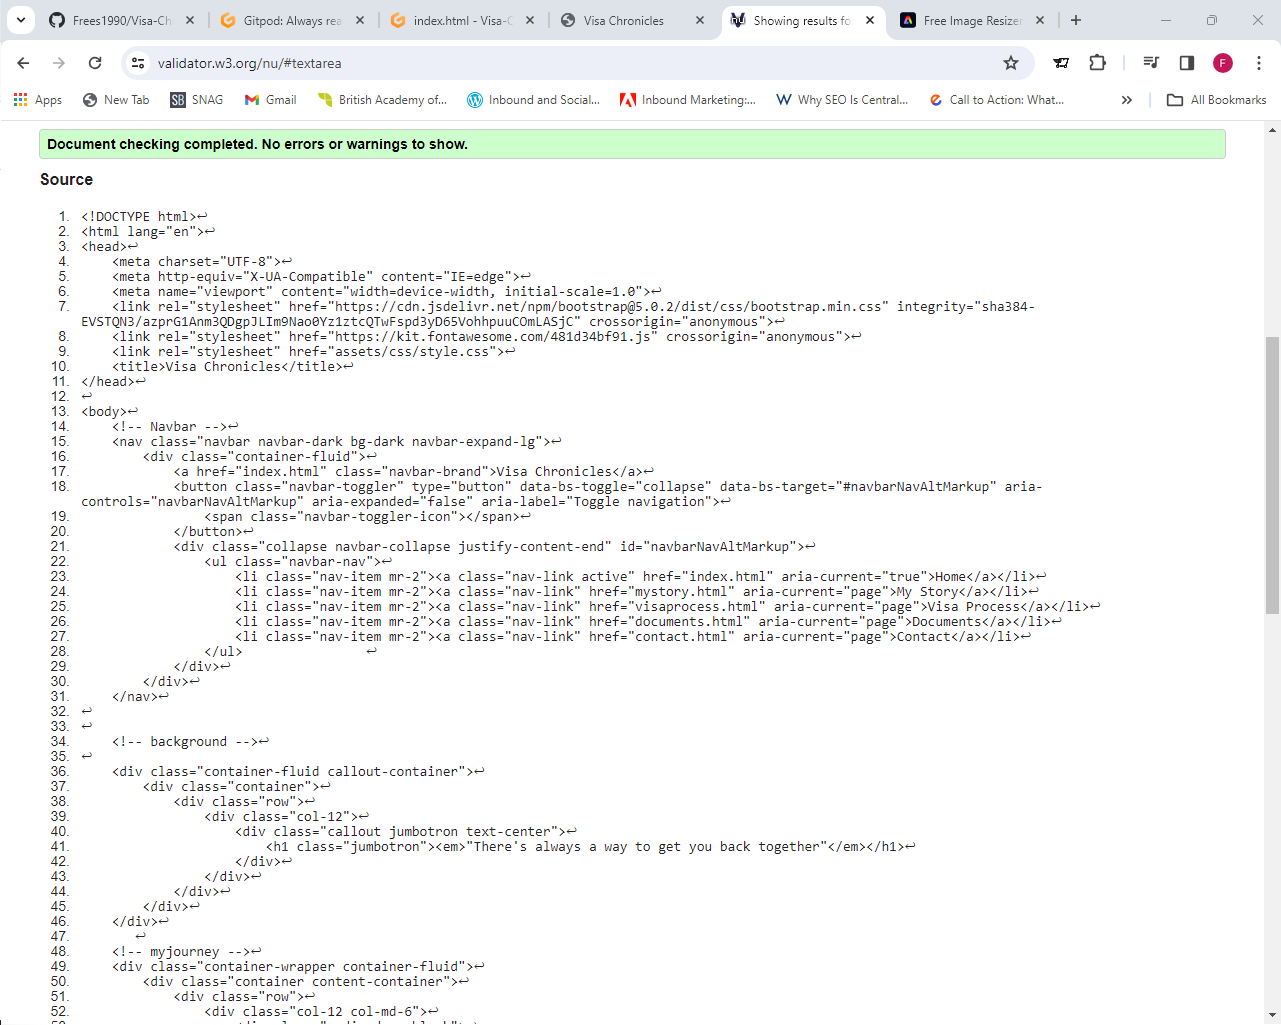 Frees1990/Visa-Ch
Gitpod: Always rea
index.html - Visa-C
Visa Chronicles
Showing results fo
Free Image Resizer
validator.w3.org/nu/#textarea
F
Apps
New Tab
SB SNAG
Gmail
British Academy of...
Inbound and Social...
Inbound Marketing:...
Why SEO Is Central...
Call to Action: What...
All Bookmarks
Document checking completed. No errors or warnings to show.
Source
1. <!DOCTYPE html>↩
2. <html lang="en">↩
3. <head>↩
4. <meta charset="UTF-8">↩
5. <meta http-equiv="X-UA-Compatible" content="IE=edge">↩
6. <meta name="viewport" content="width=device-width, initial-scale=1.0">↩
7. <link rel="stylesheet" href="https://cdn.jsdelivr.net/npm/bootstrap@5.0.2/dist/css/bootstrap.min.css" integrity="sha384-
EVSTQN3/azprG1Anm3QDgpJLIm9Nao0Yz1ztcQTwFspd3yD65VohhpuuCOmLASjC" crossorigin="anonymous">↩
8. <link rel="stylesheet" href="https://kit.fontawesome.com/481d34bf91.js" crossorigin="anonymous">↩
9. <link rel="stylesheet" href="assets/css/style.css">↩
10. <title>Visa Chronicles</title>↩
11. </head>↩
12. ↩
13. <body>↩
14. <!-- Navbar -->↩
15. <nav class="navbar navbar-dark bg-dark navbar-expand-lg">↩
16. <div class="container-fluid">↩
17. <a href="index.html" class="navbar-brand">Visa Chronicles</a>↩
18. <button class="navbar-toggler" type="button" data-bs-toggle="collapse" data-bs-target="#navbarNavAltMarkup" aria-
controls="navbarNavAltMarkup" aria-expanded="false" aria-label="Toggle navigation">↩
19. <span class="navbar-toggler-icon"></span>↩
20. </button>↩
21. <div class="collapse navbar-collapse justify-content-end" id="navbarNavAltMarkup">↩
22. <ul class="navbar-nav">↩
23. <li class="nav-item mr-2"><a class="nav-link active" href="index.html" aria-current="true">Home</a></li>↩
24. <li class="nav-item mr-2"><a class="nav-link" href="mystory.html" aria-current="page">My Story</a></li>↩
25. <li class="nav-item mr-2"><a class="nav-link" href="visaprocess.html" aria-current="page">Visa Process</a></li>↩
26. <li class="nav-item mr-2"><a class="nav-link" href="documents.html" aria-current="page">Documents</a></li>↩
27. <li class="nav-item mr-2"><a class="nav-link" href="contact.html" aria-current="page">Contact</a></li>↩
28. </ul> ↩
29. </div>↩
30. </div>↩
31. </nav>↩
32. ↩
33. ↩
34. <!-- background -->↩
35. ↩
36. <div class="container-fluid callout-container">↩
37. <div class="container">↩
38. <div class="row">↩
39. <div class="col-12">↩
40. <div class="callout jumbotron text-center">↩
41. <h1 class="jumbotron"><em>"There's always a way to get you back together"</em></h1>↩
42. </div>↩
43. </div>↩
44. </div>↩
45. </div>↩
46. </div>↩
47. ↩
48. <!-- myjourney -->↩
49. <div class="container-wrapper container-fluid">↩
50. <div class="container content-container">↩
51. <div class="row">↩
52. <div class="col-12 col-md-6">↩